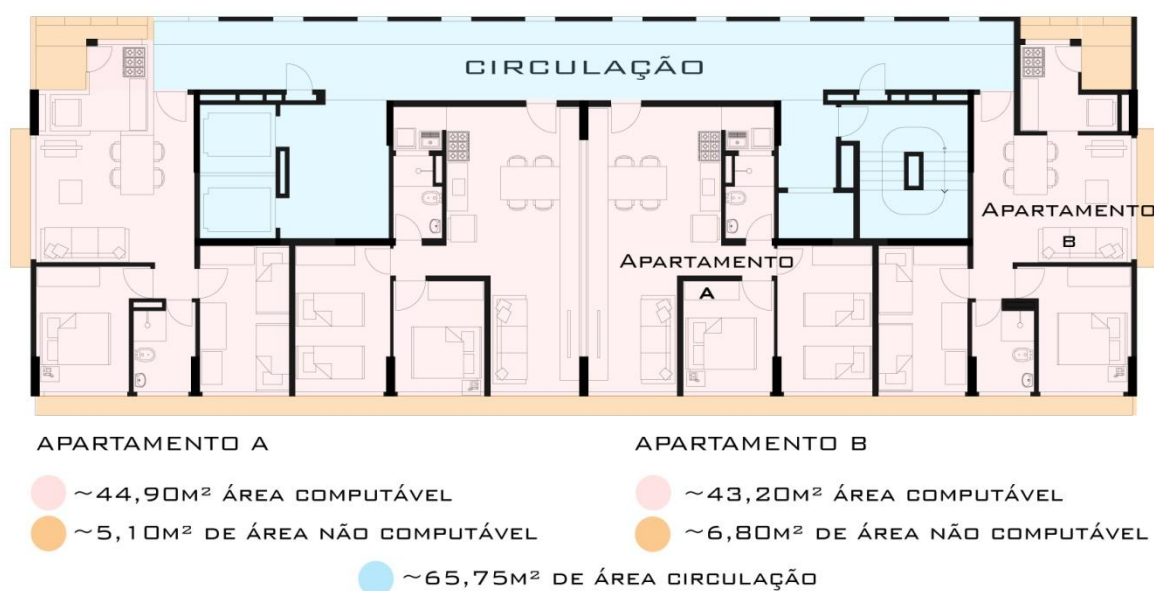 CIRCULAÇÃO
APARTAMENTO
B
APARTAMENTO
A
APARTAMENTO A
~44,90M² ÁREA COMPUTÁVEL
~5,10M² DE ÁREA NÃO COMPUTÁVEL
APARTAMENTO B
~43,20M² ÁREA COMPUTÁVEL
~6,80M² DE ÁREA NÃO COMPUTÁVEL
~65,75M² DE ÁREA CIRCULAÇÃO